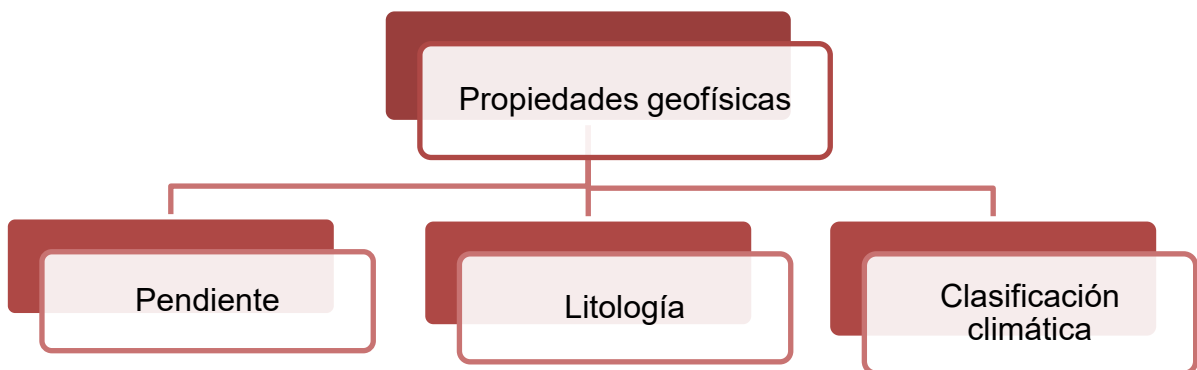 Propiedades geofísicas
Pendiente
Litología
Clasificación
climática